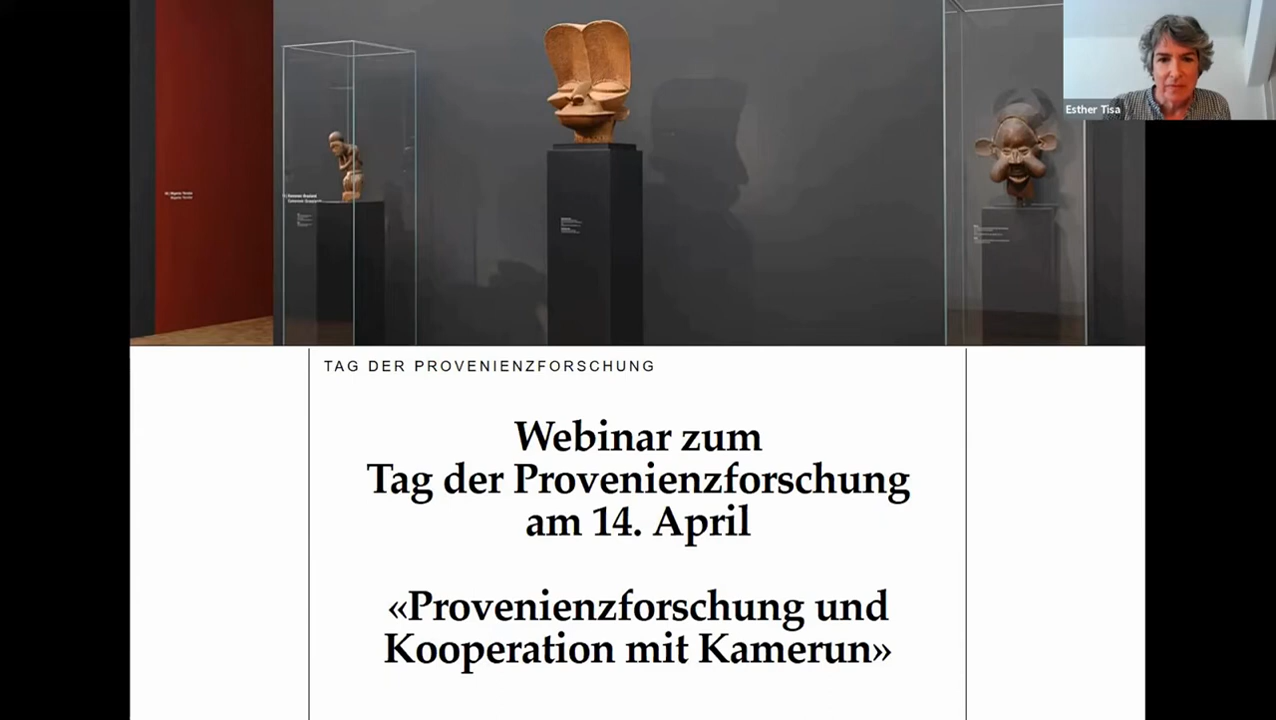 Esther Tisa
TAG DER PROVENIENZFORSCHUNG
Webinar zum
Tag der Provenienzforschung
am 14. April
«Provenienzforschung und
Kooperation mit Kamerun»